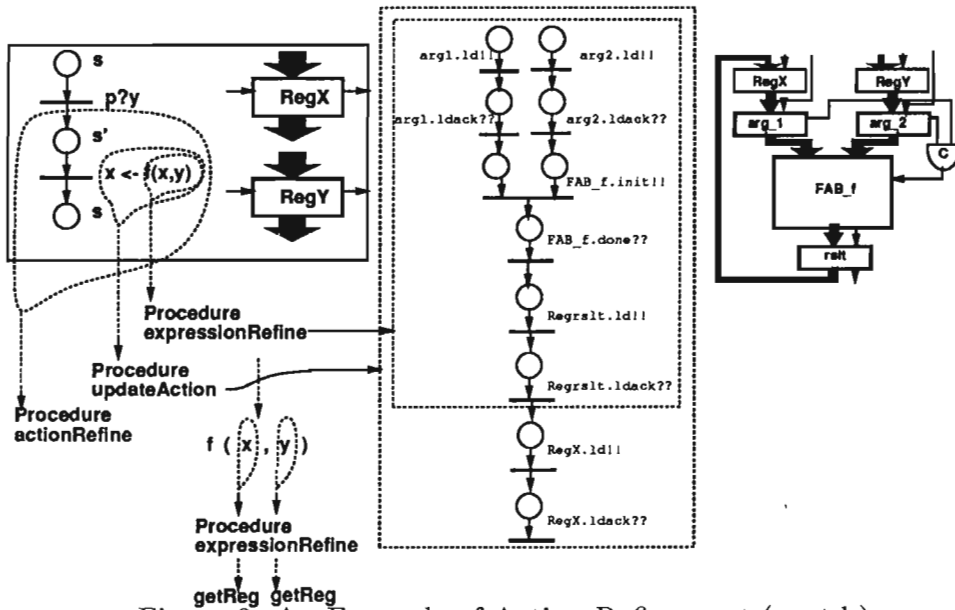 s
p?y
s'
x <- f(x,y)
s
RegX
RegY
Procedure
expressionRefine
Procedure
updateAction
Procedure
actionRefine
f ( x , y )
Procedure
expressionRefine
getReg getReg
arg1.ld!!
arg2.ld!!
arg1.ldack??
arg2.ldack??
FAB_f.init!!
FAB_f.done??
Regrslt.ld!!
Regrslt.ldack??
RegX.ld!!
RegX.ldack??
RegX
RegY
arg_1
arg_2
C
FAB_f
rslt